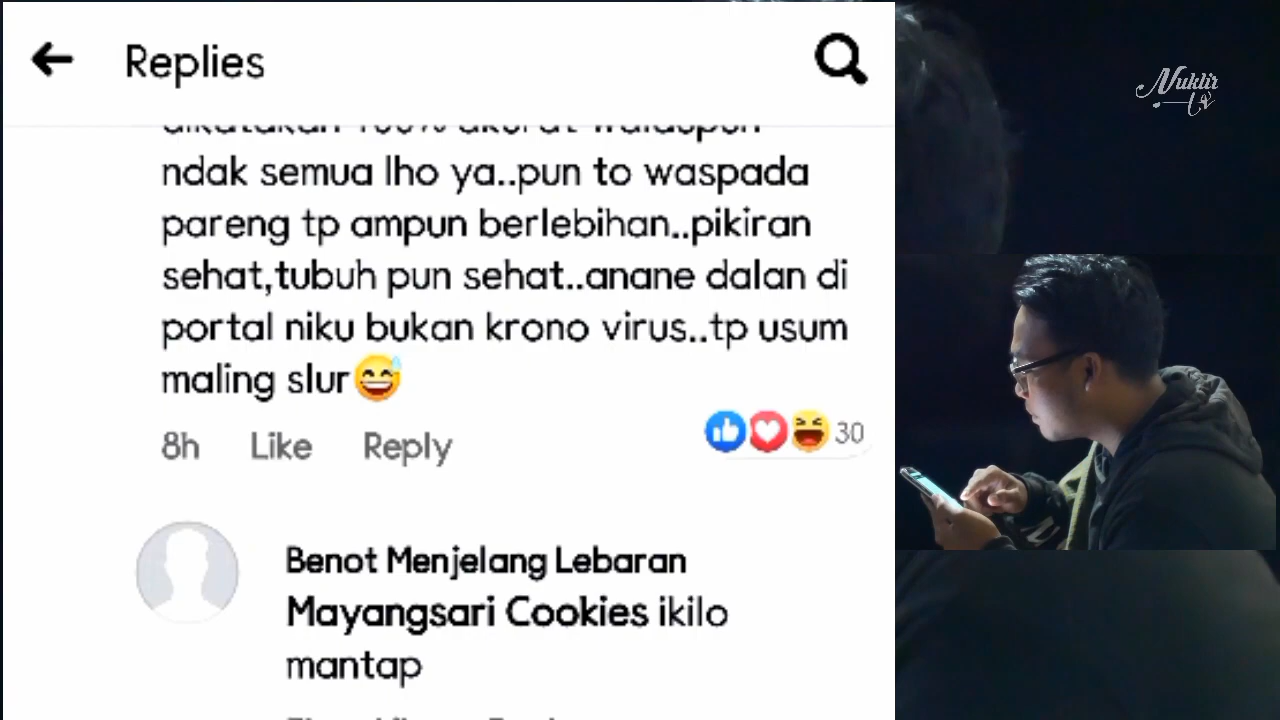 Replies
ndak semua lho ya..pun to waspada
pareng tp ampun berlebihan..pikiran
sehat,tubuh pun sehat..anane dalan di
portal niku bukan krono virus..tp usum
maling slur😅
8h Like Reply 30
Benot Menjelang Lebaran
Mayangsari Cookies ikilo
mantap
Nuklir